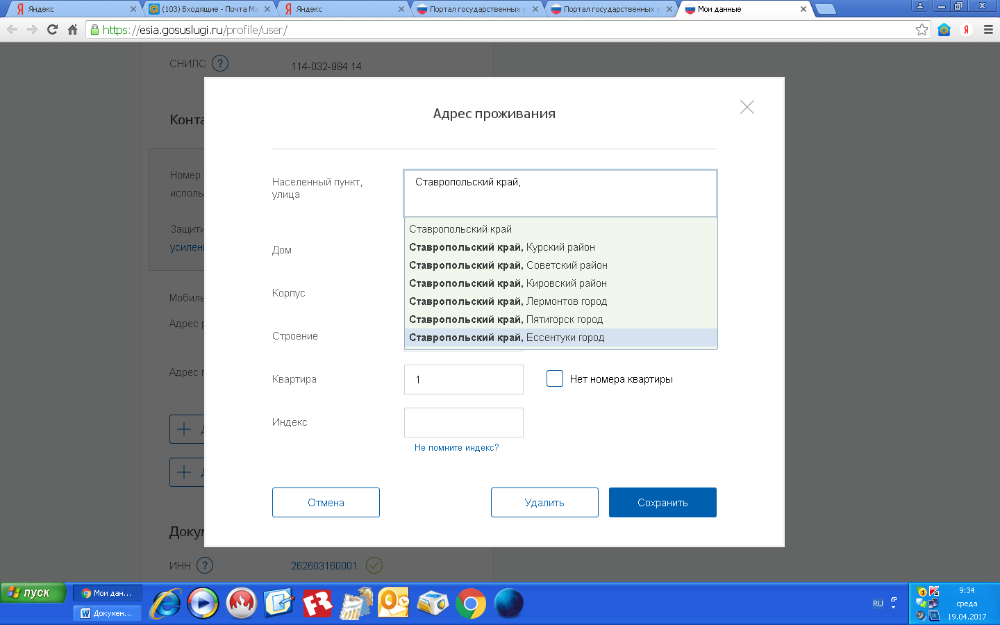 Яндекс
(103) Входящие - Почта Ma
Яндекс
Портал государственных у
Портал государственных у
Мои данные
https://esia.gosuslugi.ru/profile/user/
СНИЛС ?
114-032-984 14
Адрес проживания
Конта
Номер
исполь
Защити
усилен
Населенный пункт,
улица
Ставропольский край,
Ставропольский край
Ставропольский край, Курский район
Ставропольский край, Советский район
Ставропольский край, Кировский район
Ставропольский край, Лермонтов город
Ставропольский край, Пятигорск город
Ставропольский край, Ессентуки город
Дом
Корпус
Строение
Мобиль
Адрес р
Адрес п
Квартира
1
Нет номера квартиры
Индекс
Не помните индекс?
Отмена
Удалить
Сохранить
Докум
ИНН ?
262603160001
пуск
Мои дан...
Докумен...
RU
9:34
среда
19.04.2017